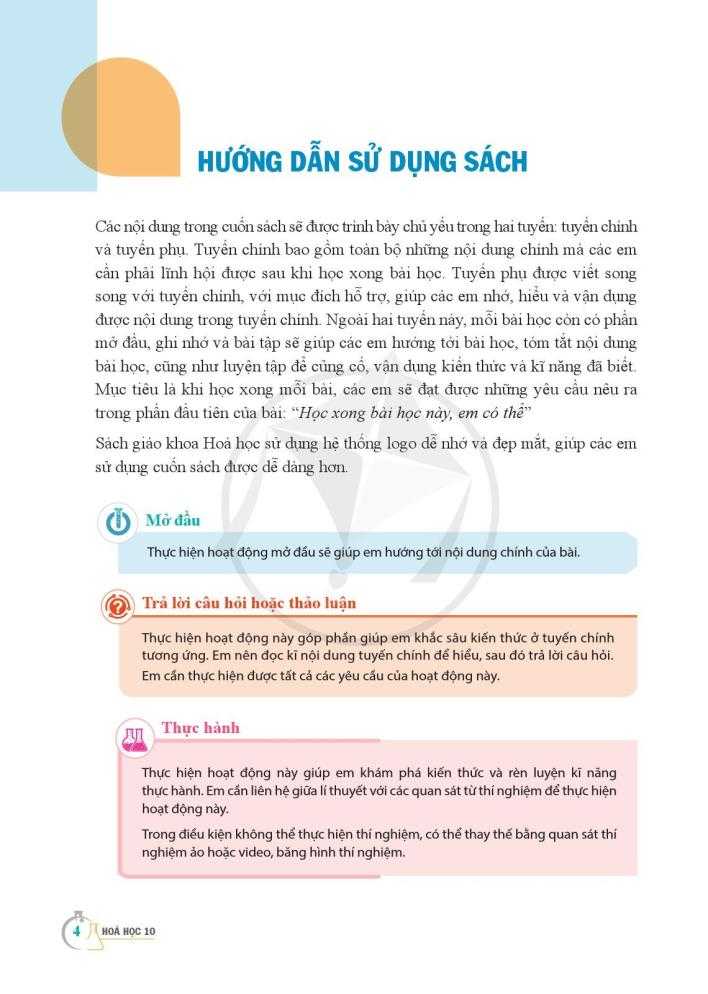 HƯỚNG DẪN SỬ DỤNG SÁCH
Các nội dung trong cuốn sách sẽ được trình bày chủ yếu trong hai tuyến: tuyến chính
và tuyến phụ. Tuyến chính bao gồm toàn bộ những nội dung chính mà các em
cần phải lĩnh hội được sau khi học xong bài học. Tuyến phụ được viết song
song với tuyến chính, với mục đích hỗ trợ, giúp các em nhớ, hiểu và vận dụng
được nội dung trong tuyến chính. Ngoài hai tuyến này, mỗi bài học còn có phần
mở đầu, ghi nhớ và bài tập sẽ giúp các em hướng tới bài học, tóm tắt nội dung
bài học, cũng như luyện tập để củng cố, vận dụng kiến thức và kĩ năng đã biết.
Mục tiêu là khi học xong mỗi bài, các em sẽ đạt được những yêu cầu nêu ra
trong phần đầu tiên của bài: “Học xong bài học này, em có thể”
Sách giáo khoa Hoá học sử dụng hệ thống logo dễ nhớ và đẹp mắt, giúp các em
sử dụng cuốn sách được dễ dàng hơn.
Mở đầu
Thực hiện hoạt động mở đầu sẽ giúp em hướng tới nội dung chính của bài.
Trả lời câu hỏi hoặc thảo luận
Thực hiện hoạt động này góp phần giúp em khắc sâu kiến thức ở tuyến chính
tương ứng. Em nên đọc kĩ nội dung tuyến chính để hiểu, sau đó trả lời câu hỏi.
Em cần thực hiện được tất cả các yêu cầu của hoạt động này.
Thực hành
Thực hiện hoạt động này giúp em khám phá kiến thức và rèn luyện kĩ năng
thực hành. Em cần liên hệ giữa lí thuyết với các quan sát từ thí nghiệm để thực hiện
hoạt động này.
Trong điều kiện không thể thực hiện thí nghiệm, có thể thay thế bằng quan sát thí
nghiệm ảo hoặc video, băng hình thí nghiệm.
4 HOÁ HỌC 10